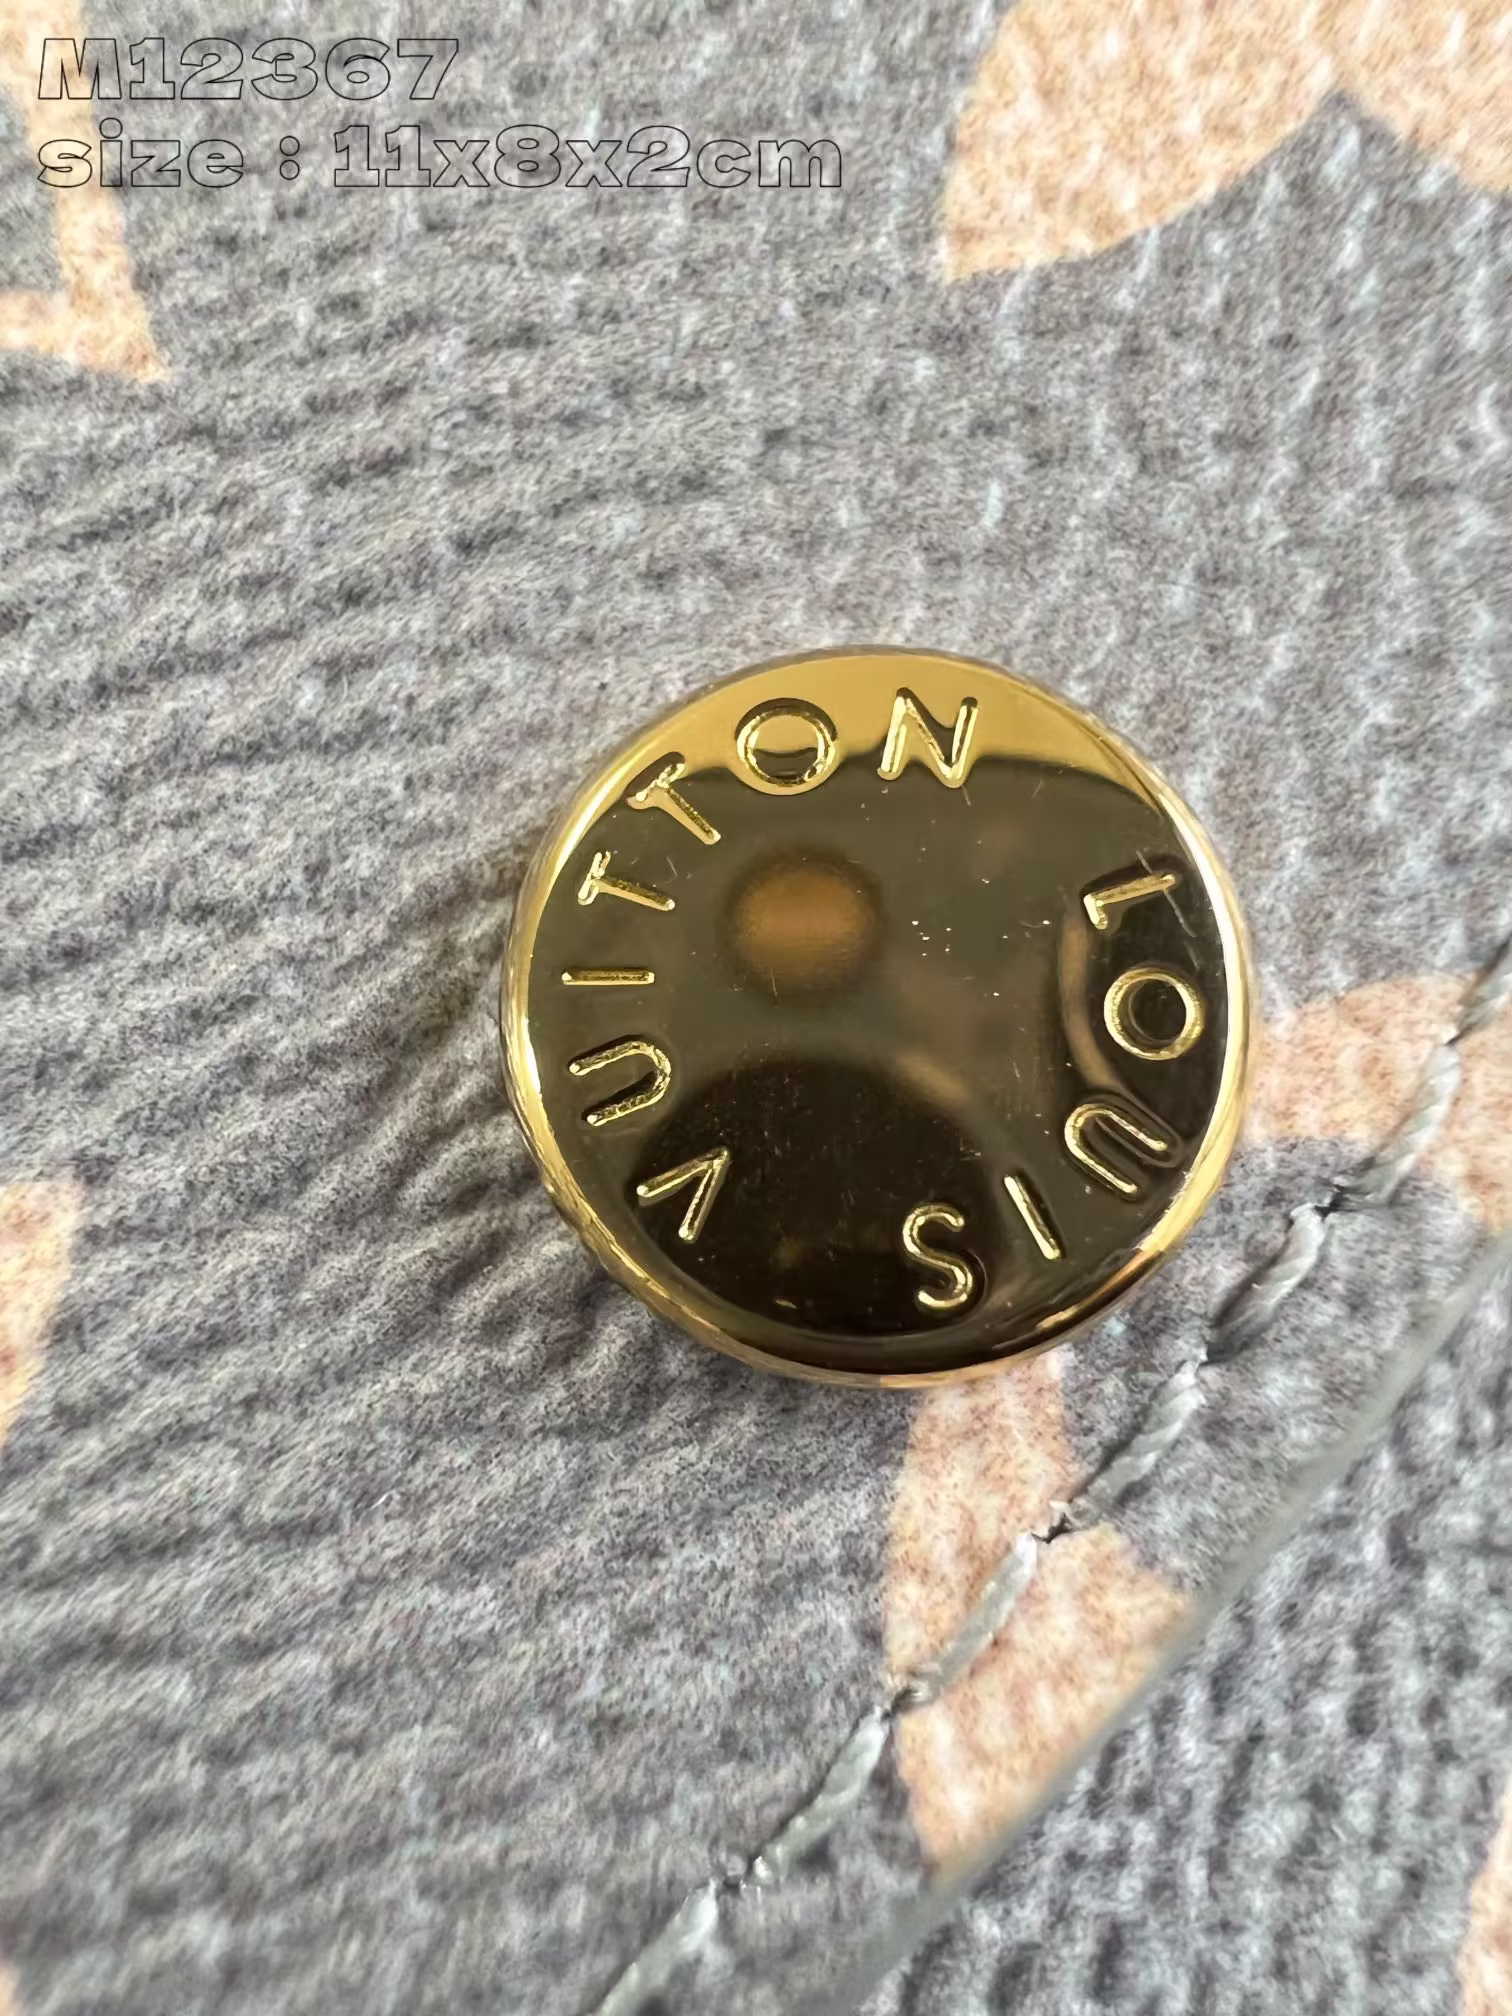 M12367
size : 11x8x2cm
LOUIS VUITTON